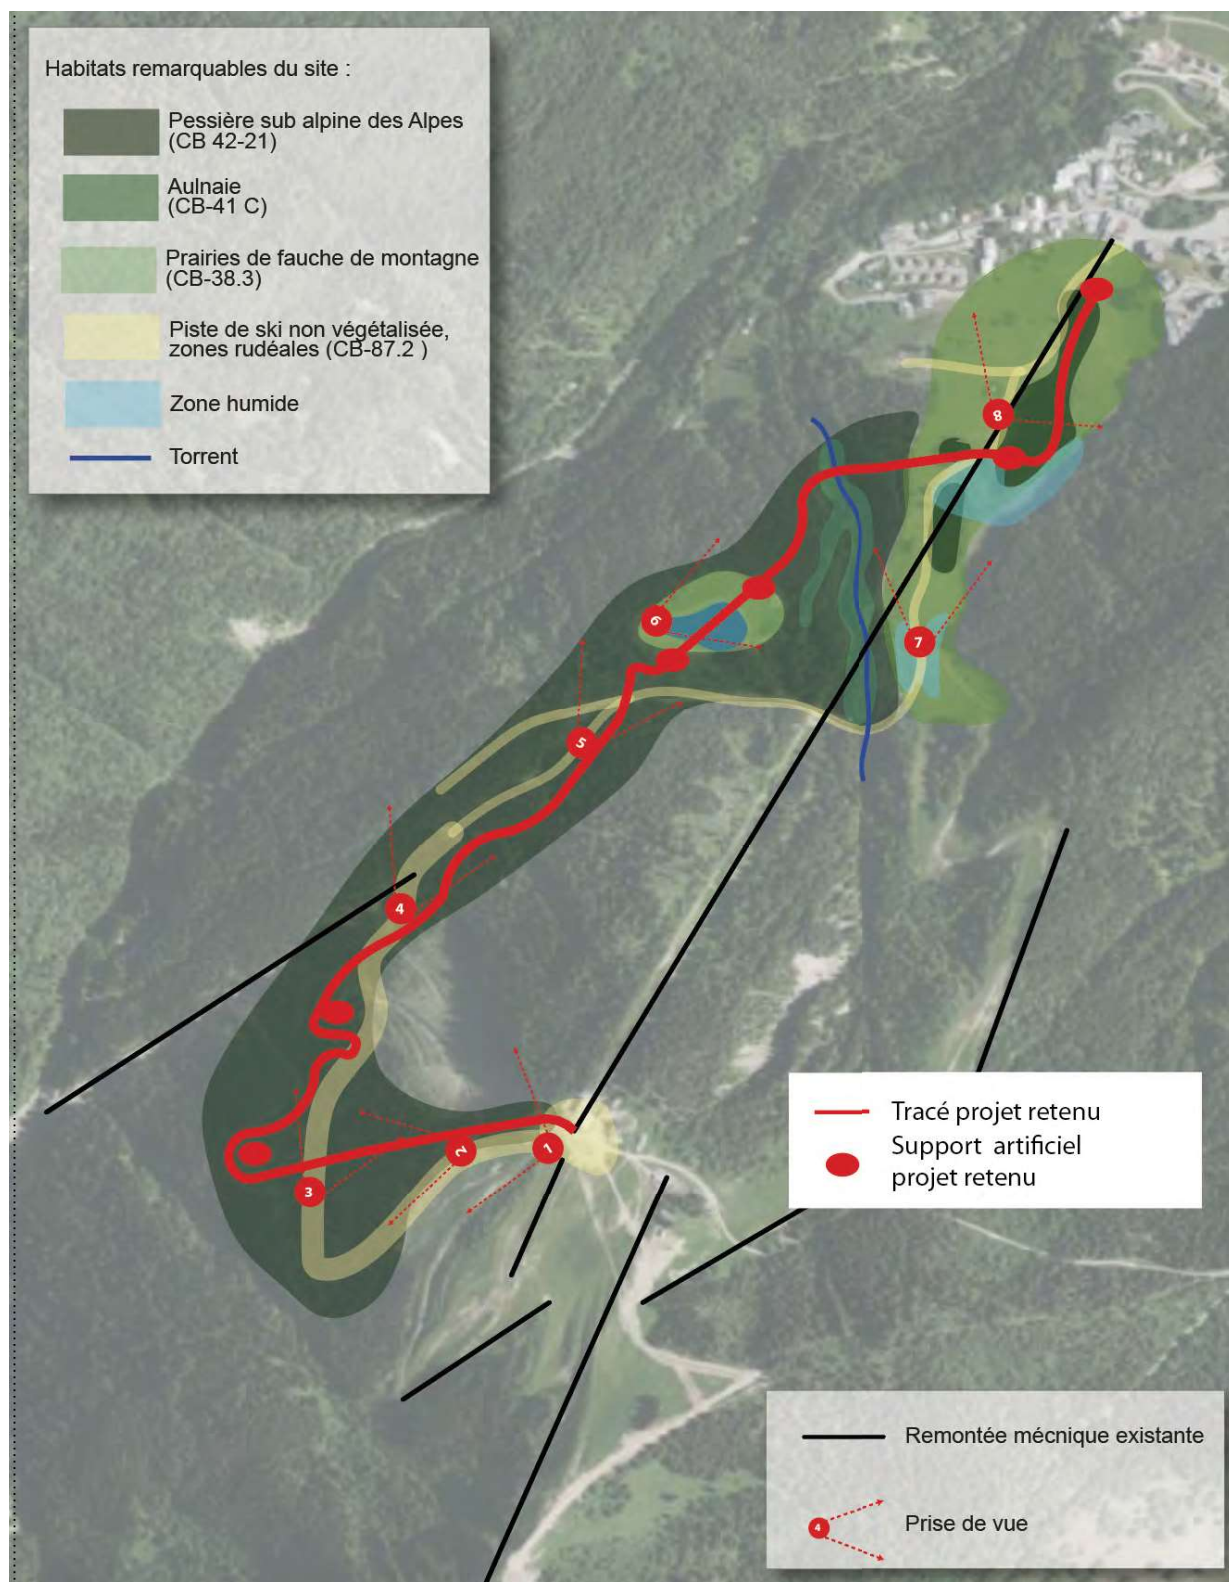 Habitats remarquables du site :
Pessière sub alpine des Alpes
(CB 42-21)
Aulnaie
(CB-41 C)
Prairies de fauche de montagne
(CB-38.3)
Piste de ski non végétalisée,
zones rudéales (CB-87.2 )
Zone humide
Torrent
8
6
7
5
4
2
1
3
Tracé projet retenu
Support artificiel
projet retenu
Remontée mécnique existante
4
Prise de vue